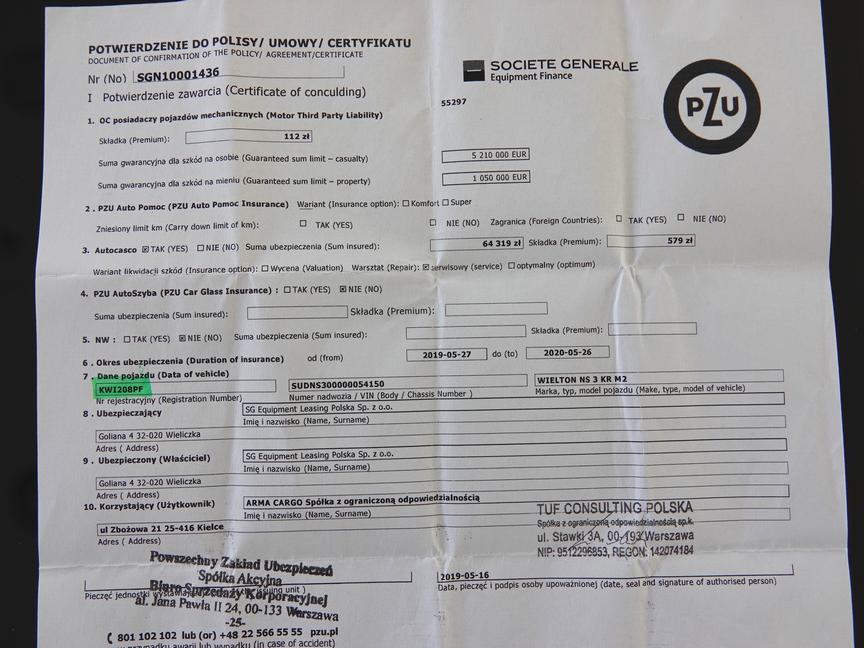 POTWIERDZENIE DO POLISY/ UMOWY/ CERTYFIKATU
DOCUMENT OF CONFIRMATION OF THE POLICY/ AGREEMENT/CERTIFICATE
Nr (No) SGN10001436
SOCIETE GENERALE
Equipment Finance
PZU
I Potwierdzenie zawarcia (Certificate of conculding)
55297
1. OC posiadaczy pojazdów mechanicznych (Motor Third Party Liability)
Składka (Premium): 112 zł
Suma gwarancyjna dla szkód na osobie (Guaranteed sum limit – casualty) 5 210 000 EUR
Suma gwarancyjna dla szkód na mieniu (Guaranteed sum limit – property) 1 050 000 EUR
2 . PZU Auto Pomoc (PZU Auto Pomoc Insurance) Wariant (Insurance option): ☐ Komfort ☐ Super
Zniesiony limit km (Carry down limit of km): ☐ TAK (YES) ☐ NIE (NO) Zagranica (Foreign Countries): ☐ TAK (YES) ☐ NIE (NO)
3. Autocasco ☒TAK (YES) ☐NIE (NO) Suma ubezpieczenia (Sum insured): 64 319 zł Składka (Premium): 579 zł
Wariant likwidacji szkód (Insurance option): ☐ Wycena (Valuation) Warsztat (Repair): ☒ serwisowy (service) ☐ optymalny (optimum)
4. PZU AutoSzyba (PZU Car Glass Insurance) : ☐ TAK (YES) ☒ NIE (NO)
Suma ubezpieczenia (Sum insured): Składka (Premium):
5. NW : ☐ TAK (YES) ☒ NIE (NO) Suma ubezpieczenia (Sum insured): Składka (Premium):
6 . Okres ubezpieczenia (Duration of insurance) od (from) 2019-05-27 do (to) 2020-05-26
7 . Dane pojazdu (Data of vehicle)
KWI208PF SUDNS300000054150 WIELTON NS 3 KR M2
Nr rejestracyjny (Registration Number) Numer nadwozia / VIN (Body / Chassis Number ) Marka, typ, model pojazdu (Make, type, model of vehicle)
8 . Ubezpieczający SG Equipment Leasing Polska Sp. z o.o.
Imię i nazwisko (Name, Surname)
Goliana 4 32-020 Wieliczka
Adres ( Address)
9 . Ubezpieczony (Właściciel) SG Equipment Leasing Polska Sp. z o.o.
Imię i nazwisko (Name, Surname)
Goliana 4 32-020 Wieliczka
Adres ( Address)
10. Korzystający (Użytkownik) ARMA CARGO Spółka z ograniczoną odpowiedzialnością
Imię i nazwisko (Name, Surname)
ul Zbożowa 21 25-416 Kielce
Adres ( Address)
TUF CONSULTING POLSKA
Spółka z ograniczoną odpowiedzialnością sp.k.
ul. Stawki 3A, 00-193 Warszawa
NIP: 9512296853, REGON: 142074184
Powszechny Zakład Ubezpieczeń
Spółka Akcyjna
Biuro Sprzedaży Korporacyjnej
al. Jana Pawła II 24, 00-133 Warszawa
-25-
2019-05-16
Pieczęć jednostki issuing unit )
Data, pieczęć i podpis osoby upoważnionej (date, seal and signature of authorised person)
801 102 102 lub (or) +48 22 566 55 55 pzu.pl
przypadku awarii lub wypadku (in case of accident)